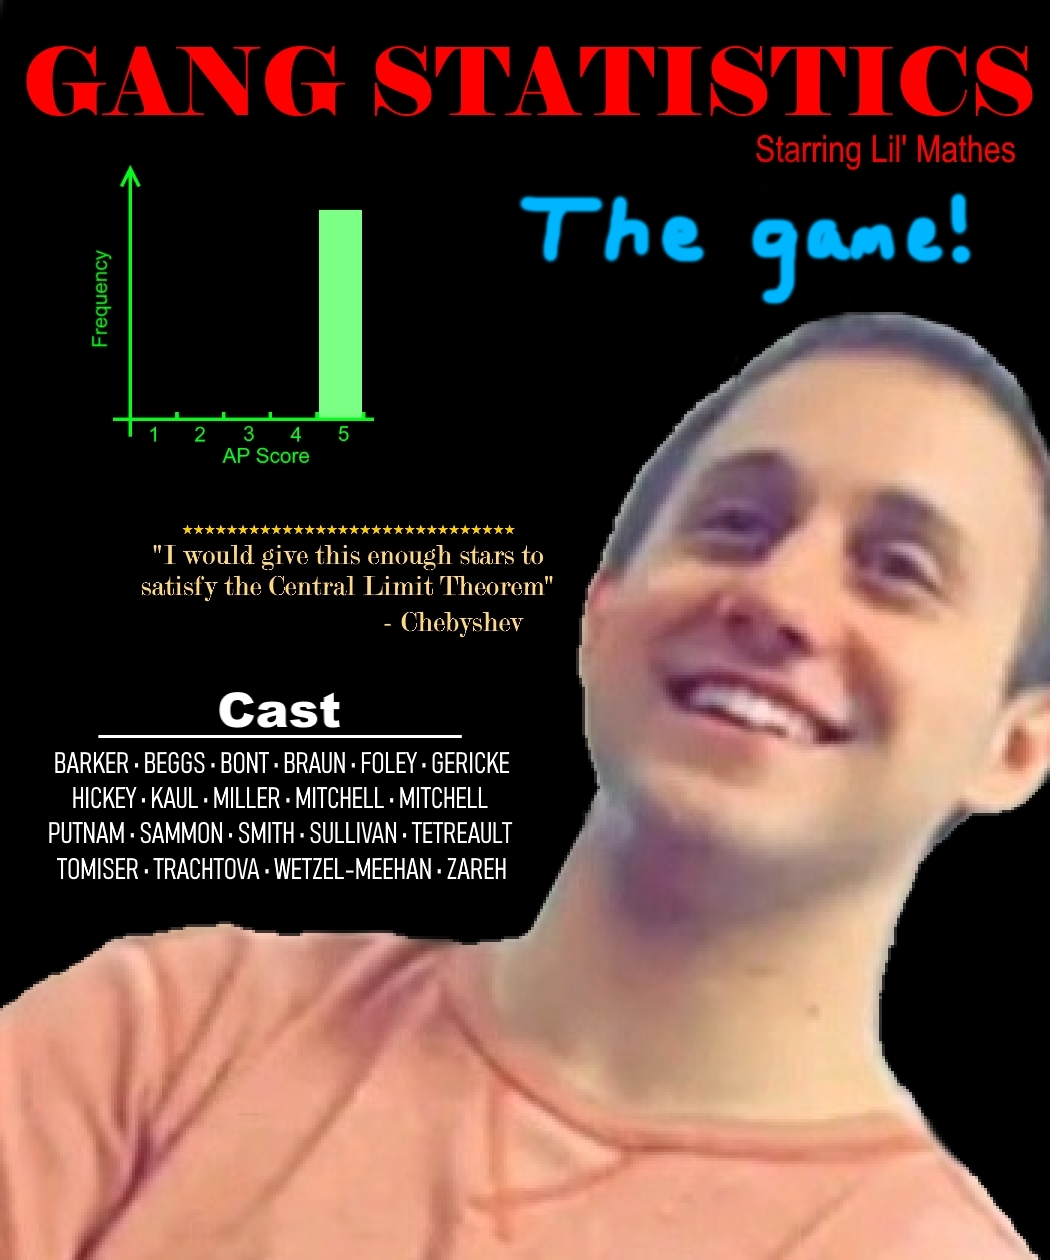 GANG STATISTICS
Starring Lil' Mathes
The game!
Frequency
1 2 3 4 5
AP Score
★★★★★★★★★★★★★★★★★★★★★★★★★★★★★★
"I would give this enough stars to
satisfy the Central Limit Theorem"
- Chebyshev
Cast
BARKER · BEGGS · BONT · BRAUN · FOLEY · GERICKE
HICKEY · KAUL · MILLER · MITCHELL · MITCHELL
PUTNAM · SAMMON · SMITH · SULLIVAN · TETREAULT
TOMISER · TRACHTOVA · WETZEL-MEEHAN · ZAREH